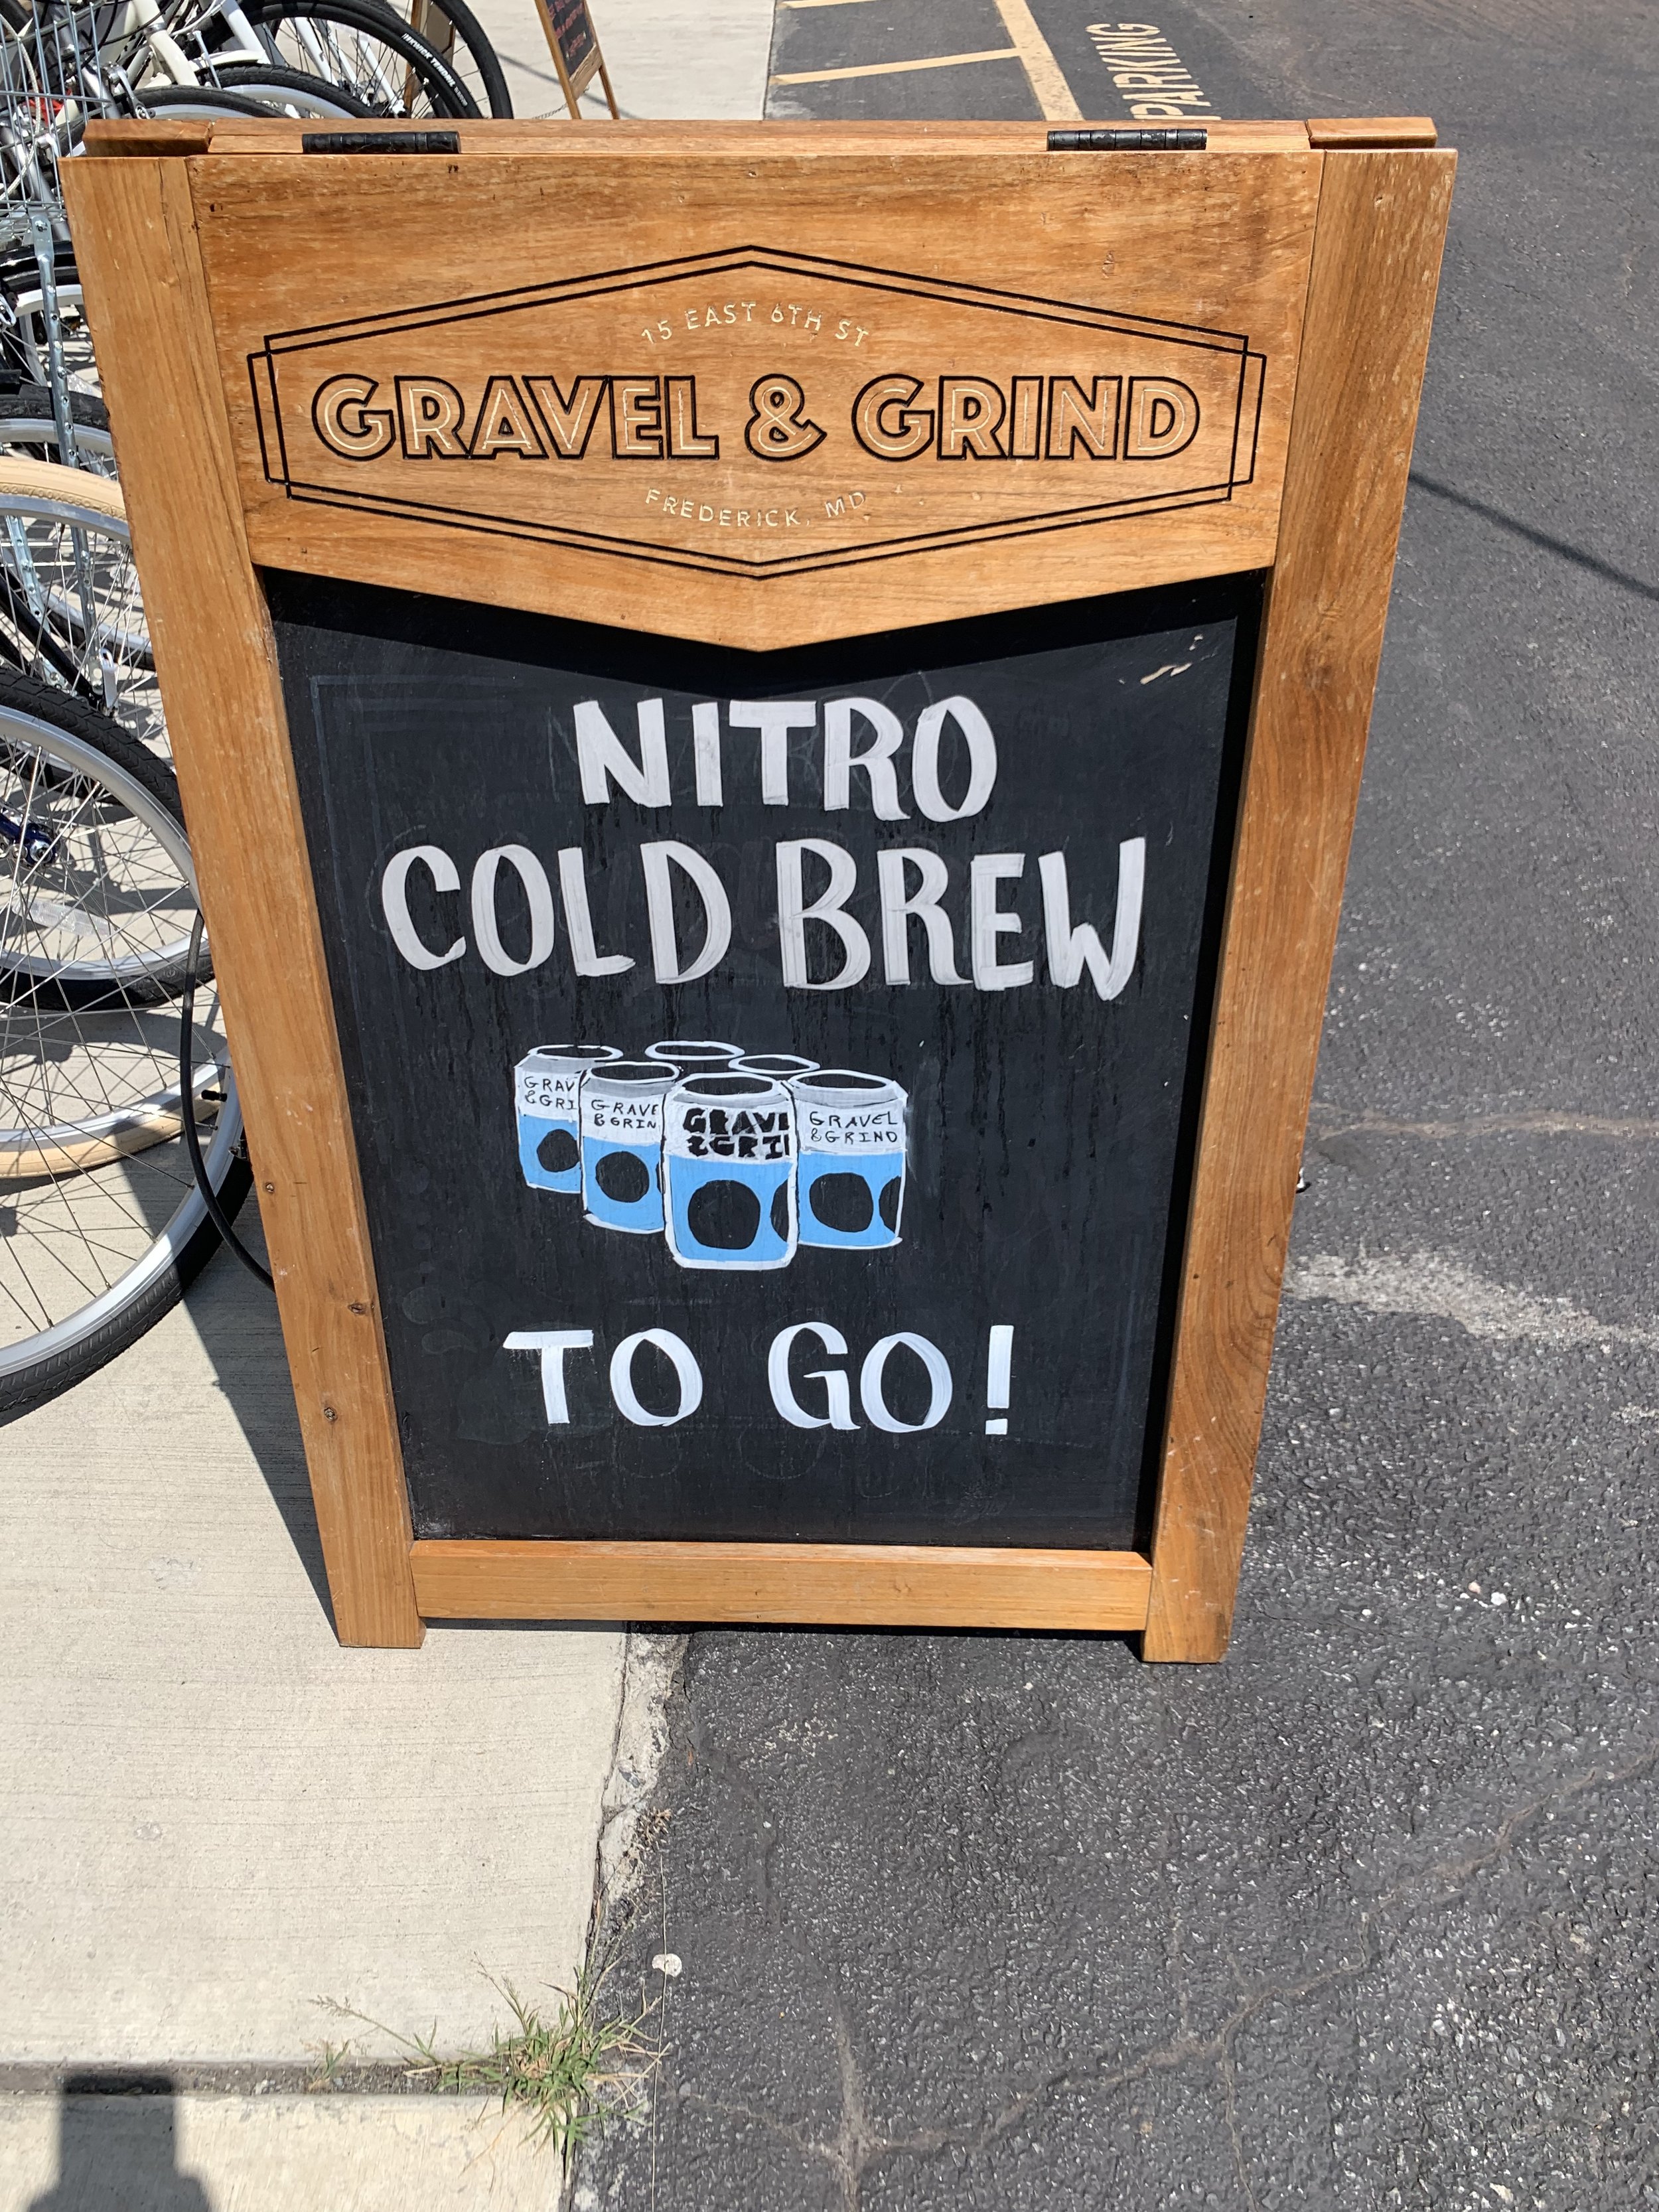 PARKING
15 EAST 6TH ST
GRAVEL & GRIND
FREDERICK, MD
NITRO
COLD BREW
GRAV
& GRI
GRAVE
& GRIN
GRAVE
& GRI
GRAVEL
& GRIND
TO GO!